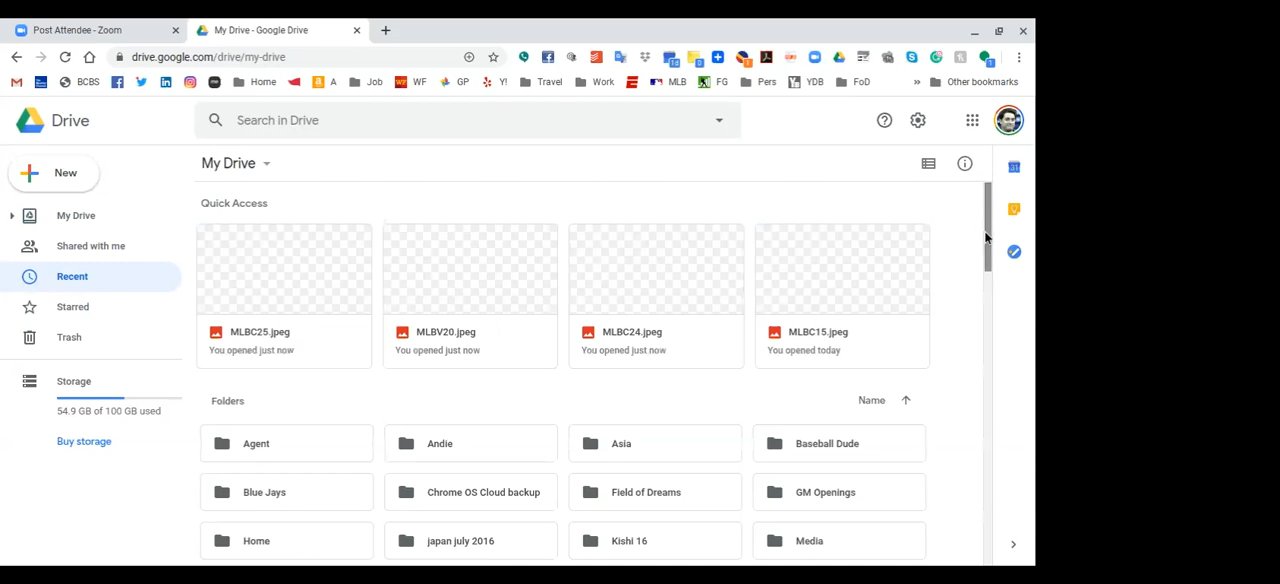 Post Attendee - Zoom
My Drive - Google Drive
drive.google.com/drive/my-drive
BCBS
Home
A
Job
WF
WF
GP
Y!
Travel
Work
MLB
FG
Pers
YDB
FoD
»
Other bookmarks
Drive
Search in Drive
New
My Drive
My Drive
Shared with me
Recent
Starred
Trash
Storage
54.9 GB of 100 GB used
Buy storage
Quick Access
MLBC25.jpeg
You opened just now
MLBV20.jpeg
You opened just now
MLBC24.jpeg
You opened just now
MLBC15.jpeg
You opened today
Folders
Name
Agent
Andie
Asia
Baseball Dude
Blue Jays
Chrome OS Cloud backup
Field of Dreams
GM Openings
Home
japan july 2016
Kishi 16
Media